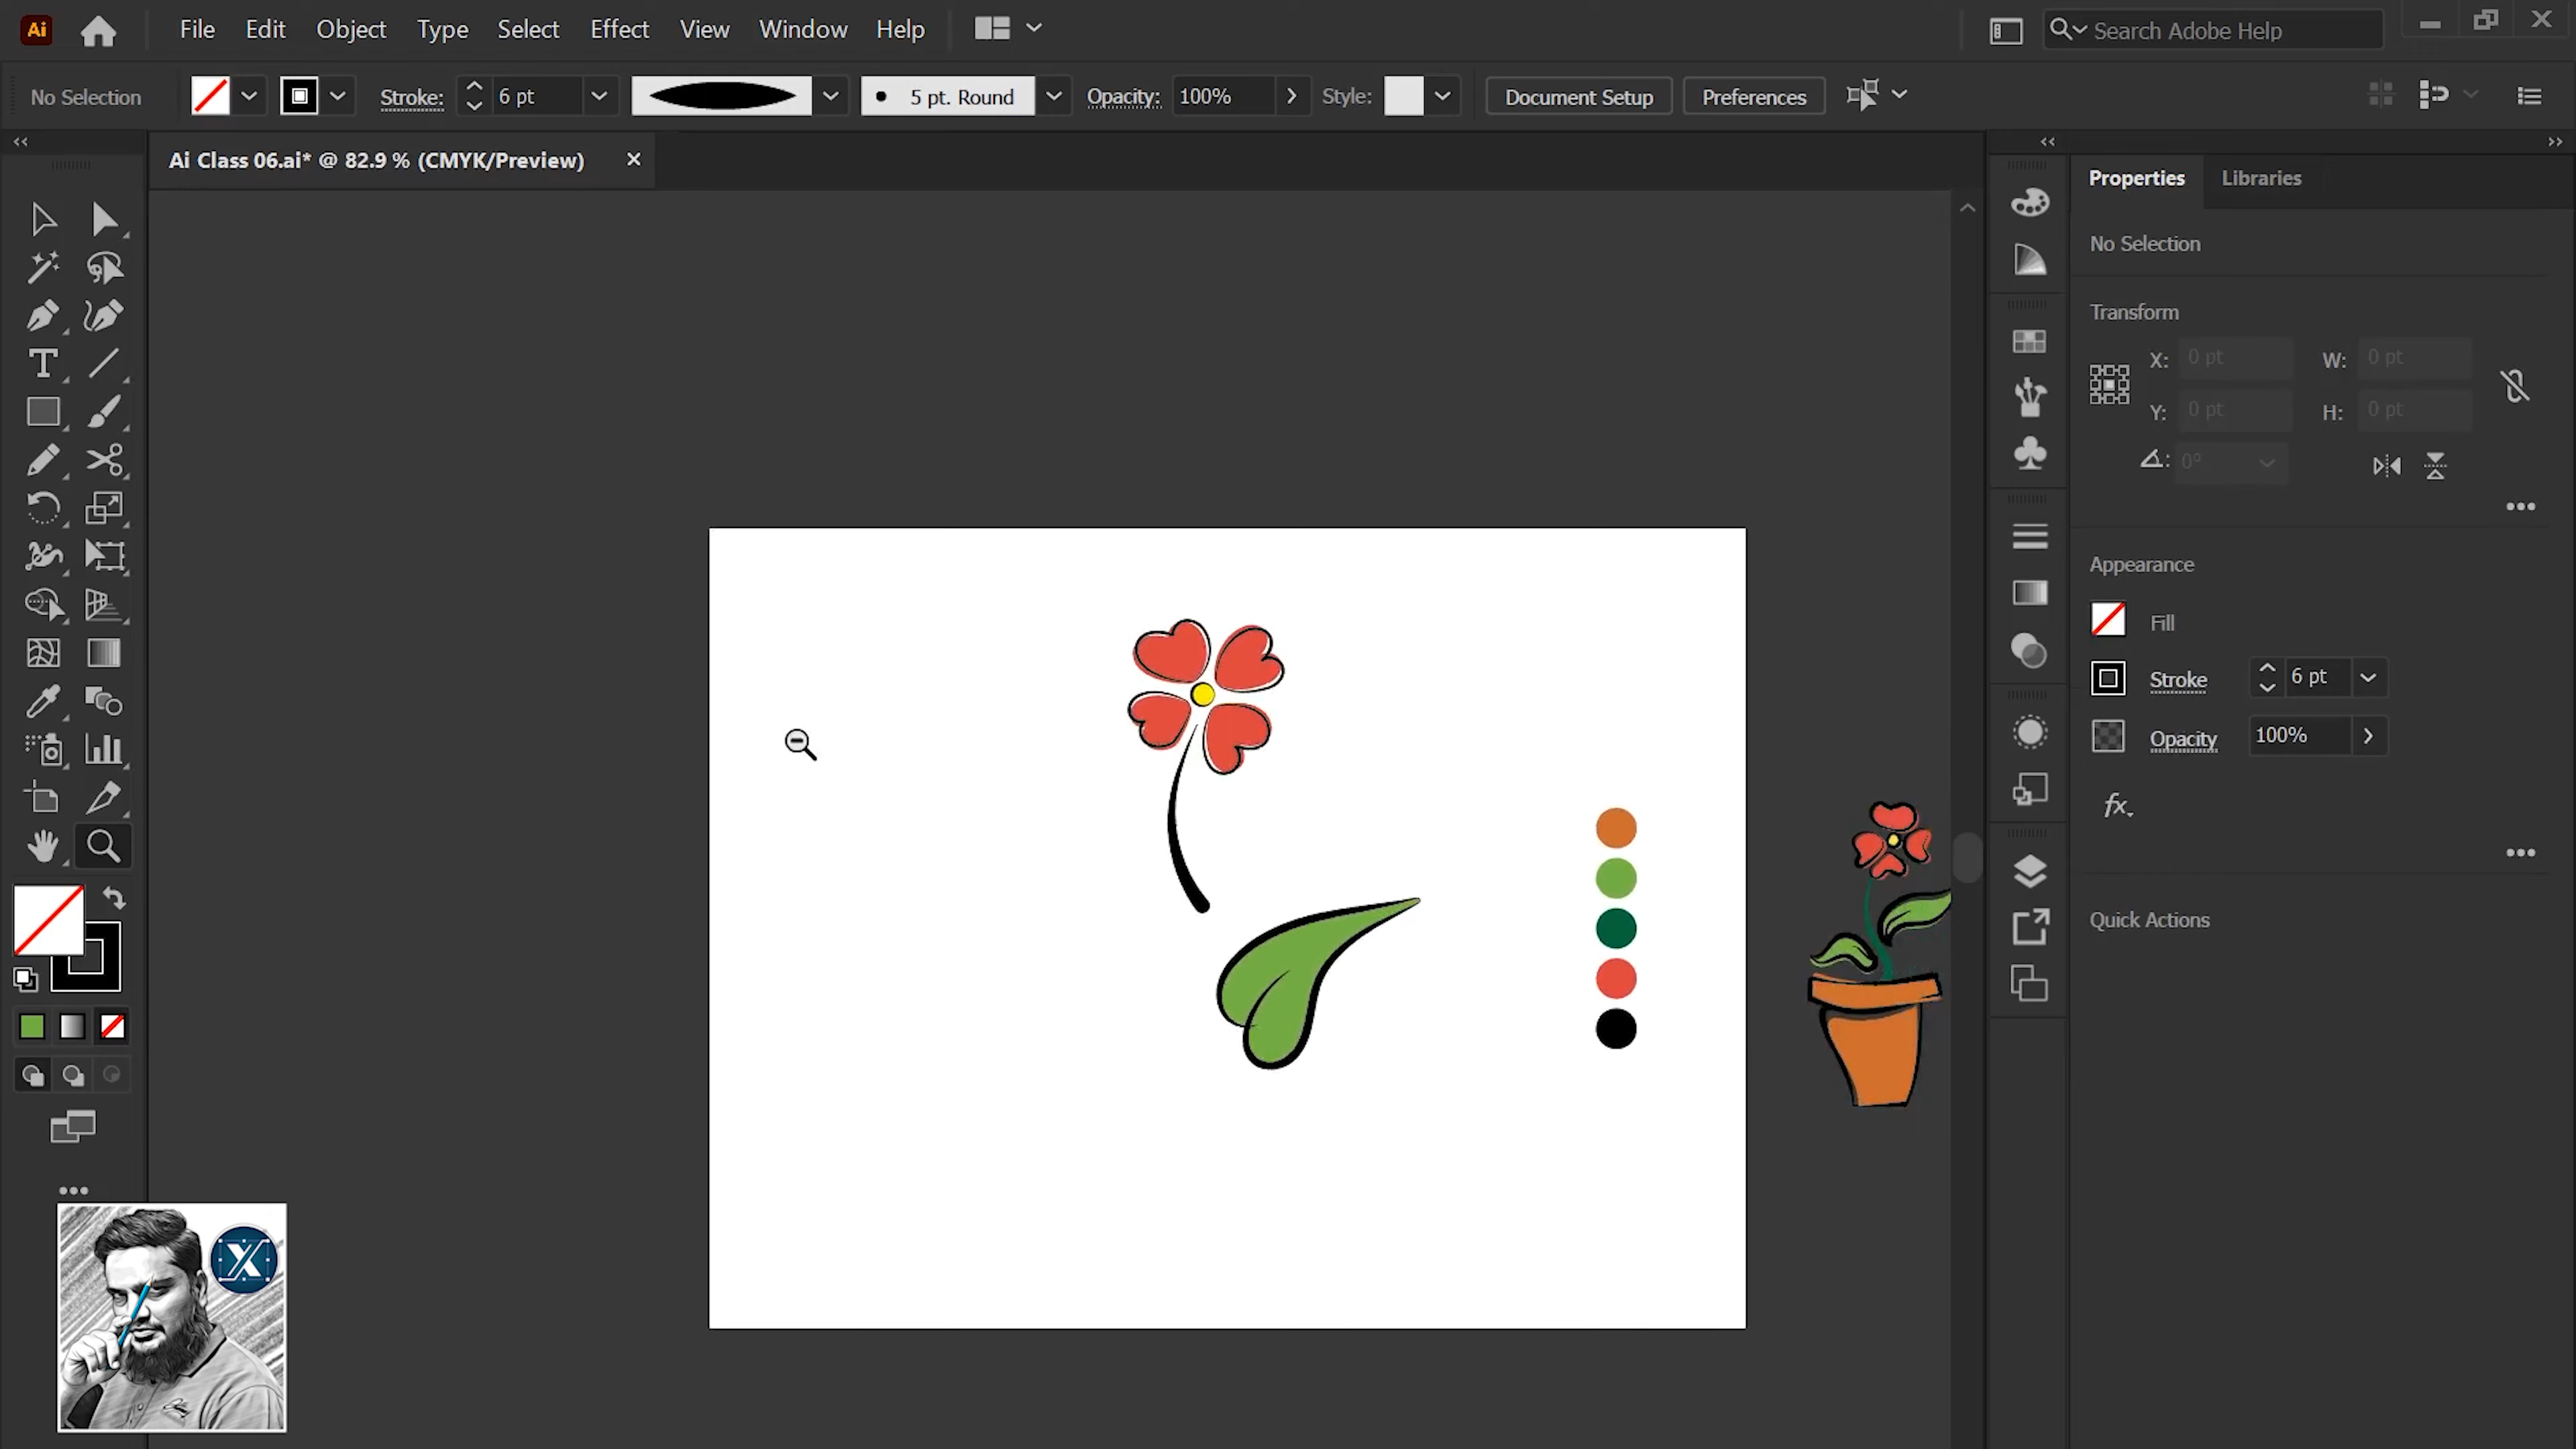 Ai File Edit Object Type Select Effect View Window Help Search Adobe Help
No Selection Stroke: 6 pt 5 pt. Round Opacity: 100% Style: Document Setup Preferences
Ai Class 06.ai* @ 82.9 % (CMYK/Preview)
Properties Libraries
No Selection
Transform
X: 0 pt W: 0 pt
Y: 0 pt H: 0 pt
0°
Appearance
Fill
Stroke 6 pt
Opacity 100%
fx
Quick Actions
X